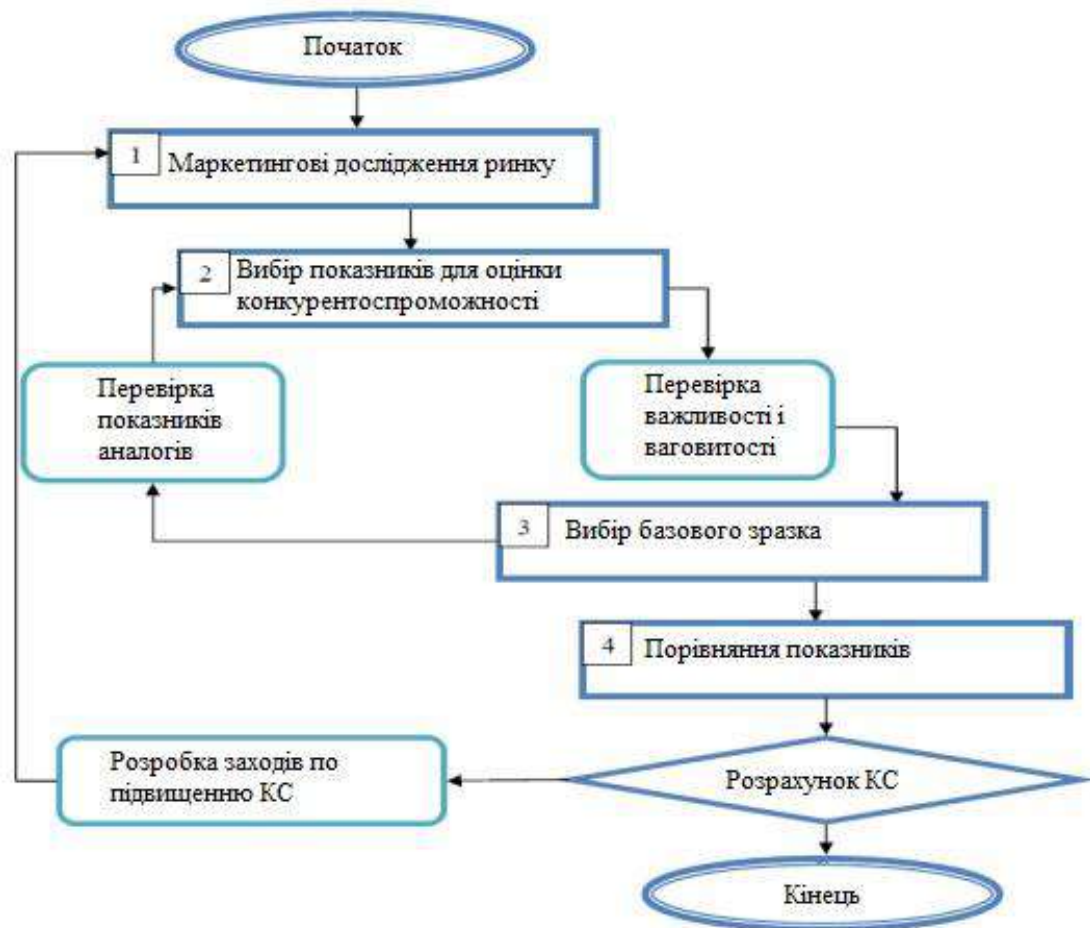 Початок
1
Маркетингові дослідження ринку
2
Вибір показників для оцінки
конкурентоспроможності
Перевірка
показників
аналогів
Перевірка
важливості і
ваговитості
3
Вибір базового зразка
4
Порівняння показників
Розробка заходів по
підвищенню КС
Розрахунок КС
Кінець